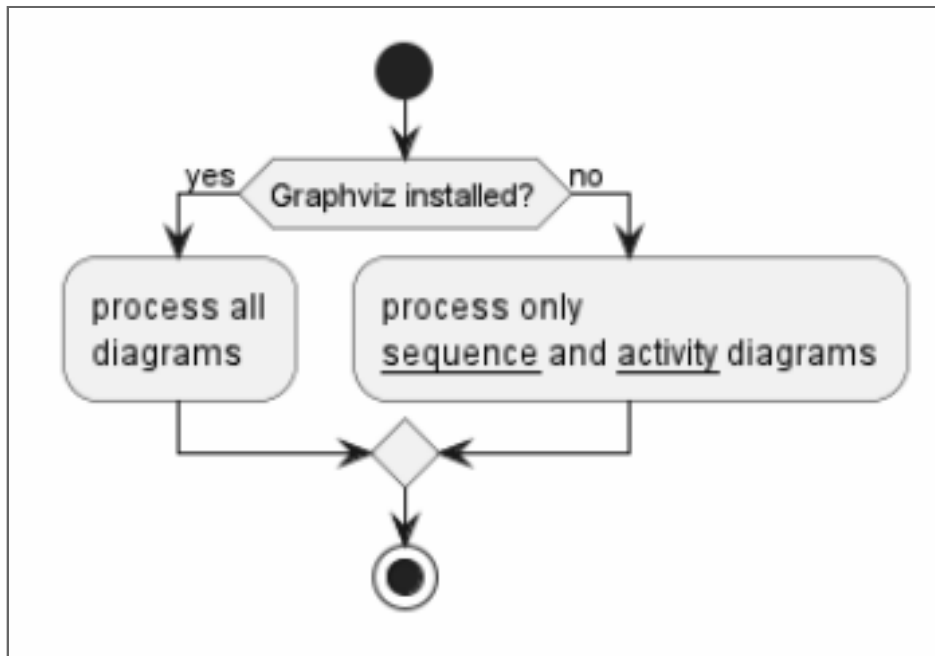 yes
Graphviz installed?
no
process all
diagrams
process only
sequence and activity diagrams